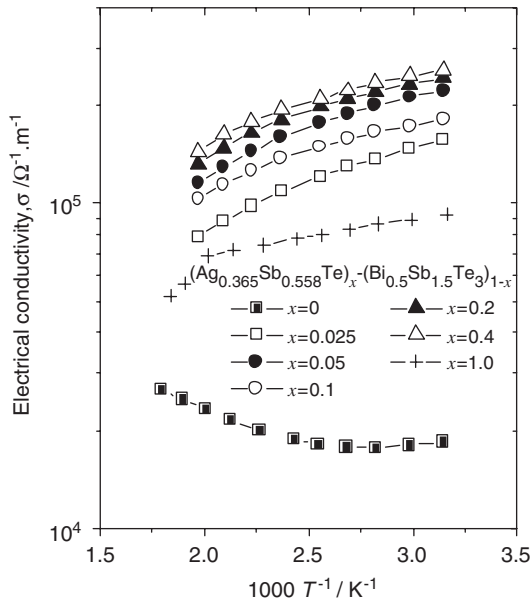 Electrical conductivity,σ /Ω⁻¹.m⁻¹
10⁵
10⁴
(Ag0.365Sb0.558Te)x-(Bi0.5Sb1.5Te3)1-x
x=0
x=0.2
x=0.025
x=0.4
x=0.05
x=1.0
x=0.1
1.5 2.0 2.5 3.0 3.5
1000 T⁻¹ / K⁻¹